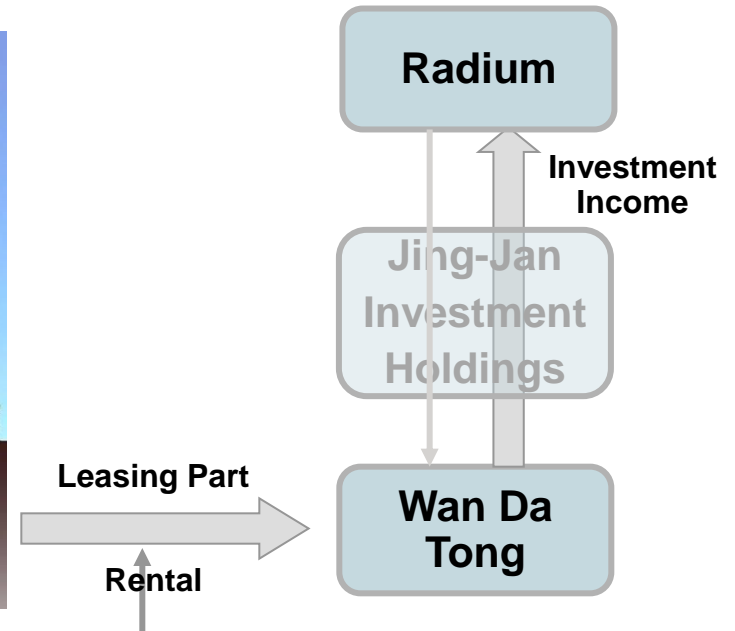 Radium
Investment
Income
Jing-Jan
Investment
Holdings
Leasing Part
Wan Da
Tong
Rental